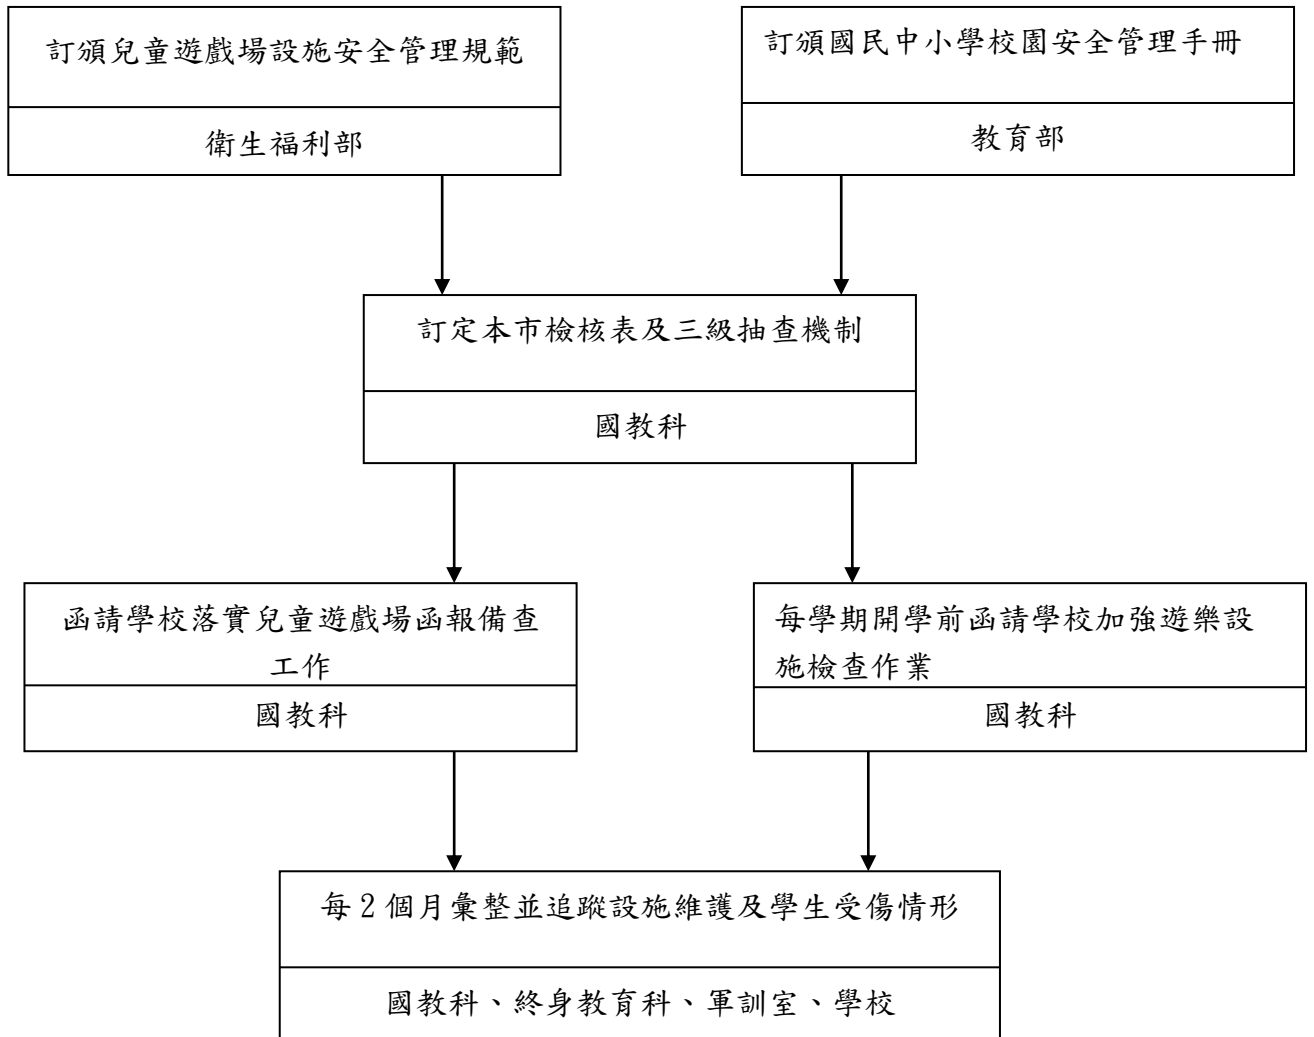 訂頒兒童遊戲場設施安全管理規範
衛生福利部
訂頒國民中小學校園安全管理手冊
教育部
訂定本市檢核表及三級抽查機制
國教科
函請學校落實兒童遊戲場函報備查
工作
國教科
每學期開學前函請學校加強遊樂設
施檢查作業
國教科
每2個月彙整並追蹤設施維護及學生受傷情形
國教科、終身教育科、軍訓室、學校